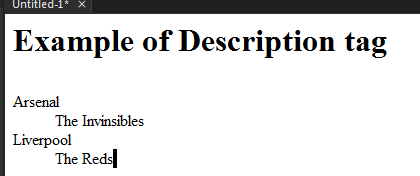 Untitled-1* ×
Example of Description tag
Arsenal
The Invinsibles
Liverpool
The Reds